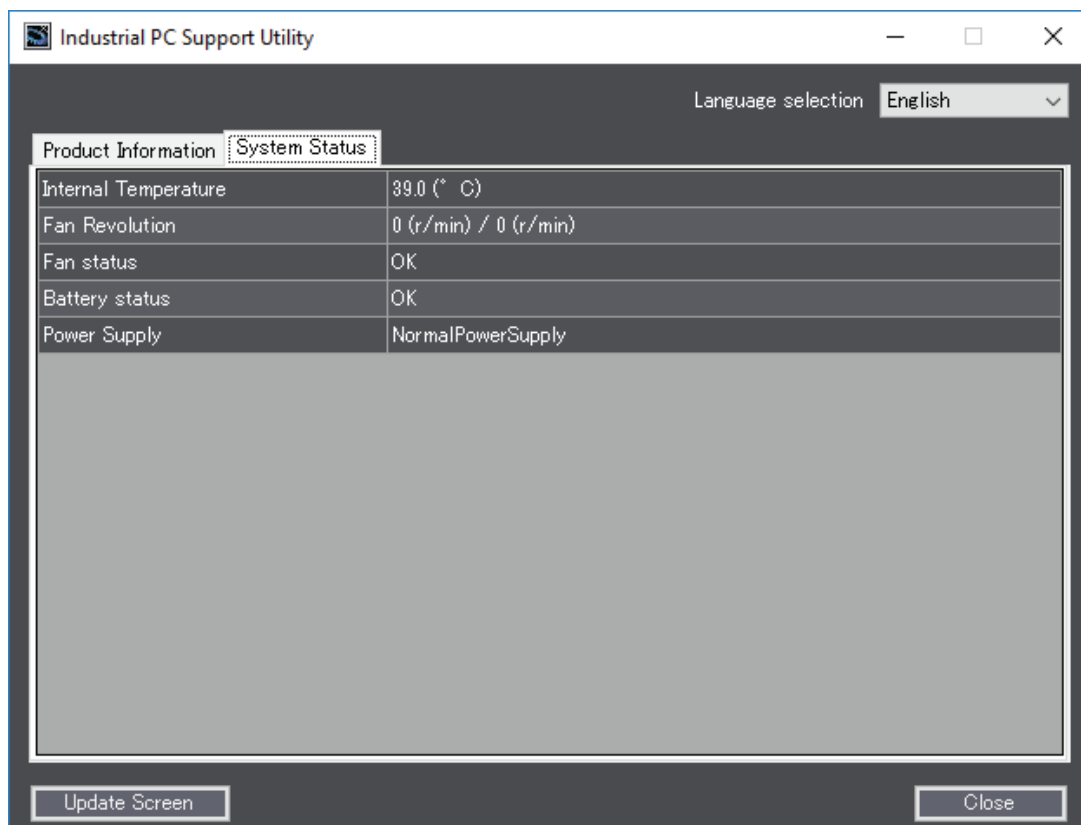 Industrial PC Support Utility
Language selection English
Product Information System Status
Internal Temperature 39.0 (° C)
Fan Revolution 0 (r/min) / 0 (r/min)
Fan status OK
Battery status OK
Power Supply NormalPowerSupply
Update Screen Close